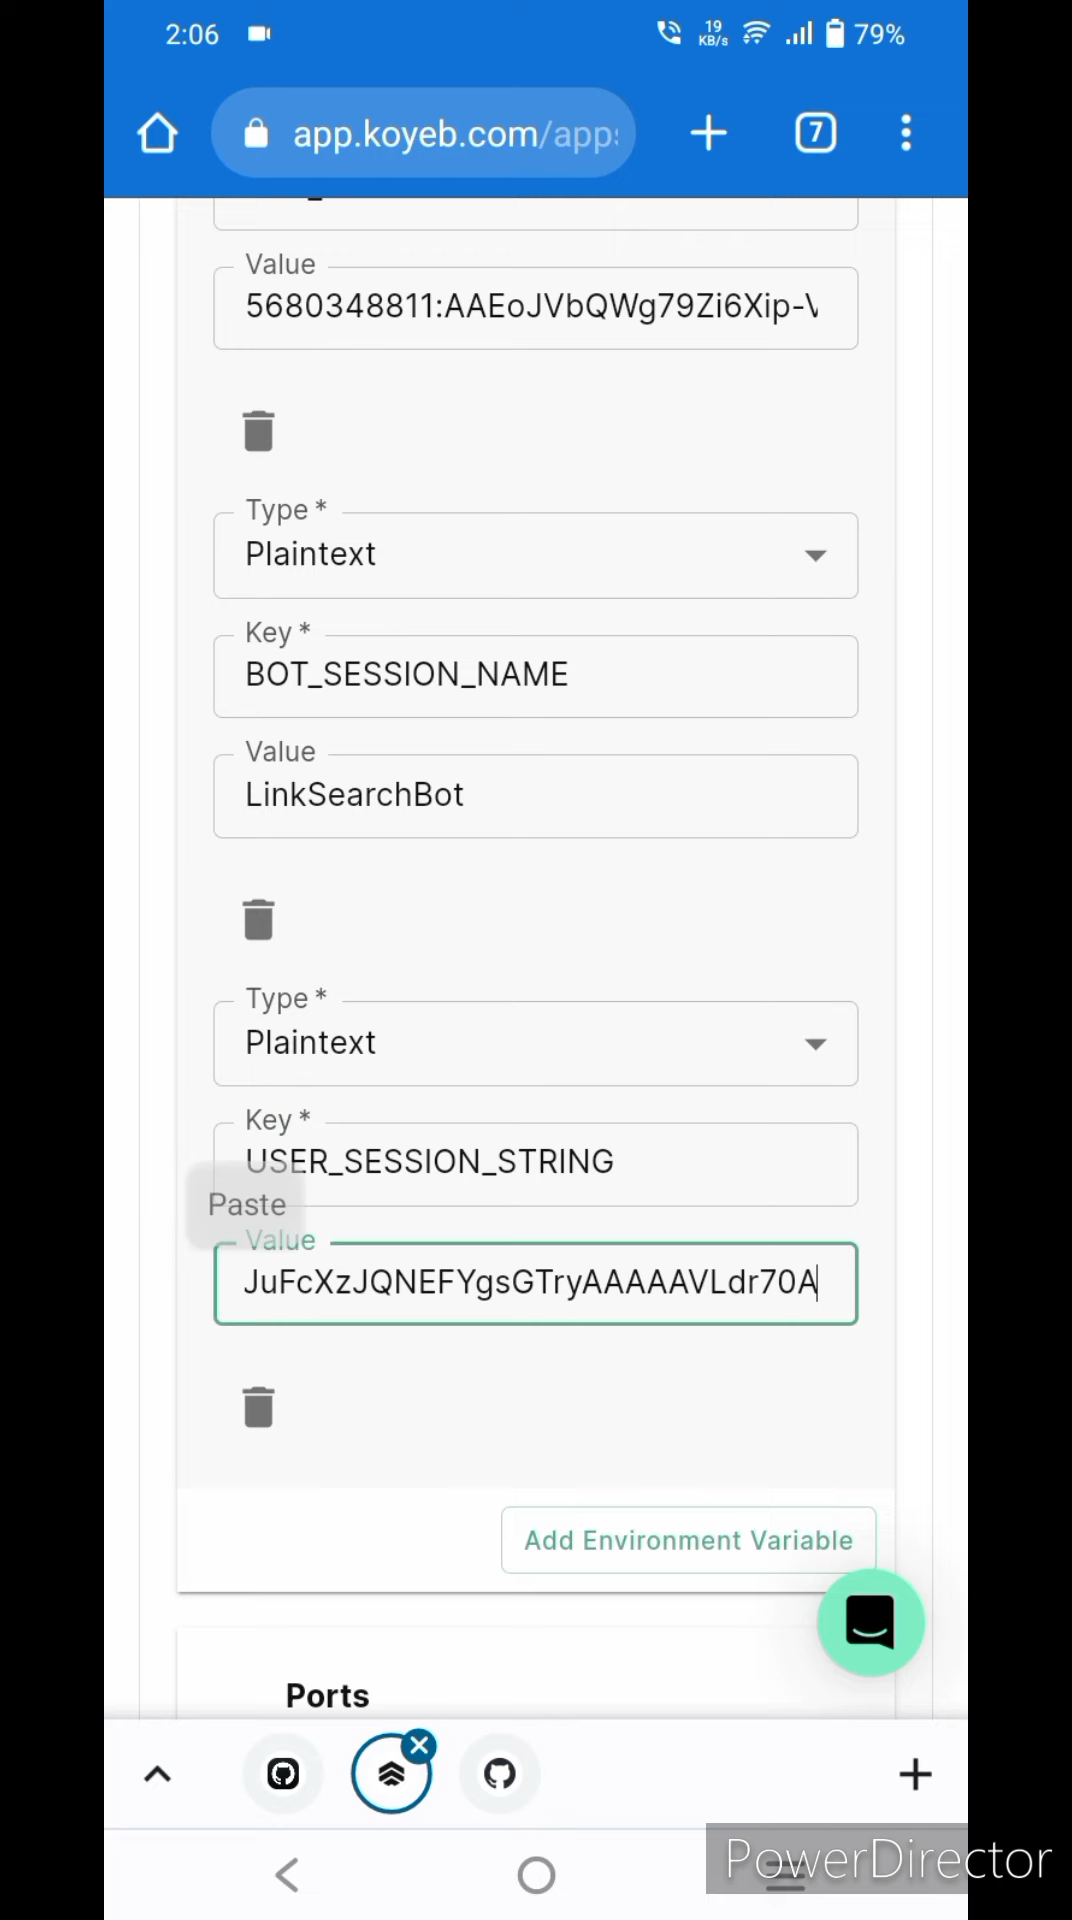 2:06
19
KB/s
79%
app.koyeb.com/apps
7
Value
5680348811:AAEoJVbQWg79Zi6Xip-V
Type *
Plaintext
Key *
BOT_SESSION_NAME
Value
LinkSearchBot
Type *
Plaintext
Key *
USER_SESSION_STRING
Paste
Value
JuFcXzJQNEFYgsGTryAAAAAVLdr70A
Add Environment Variable
Ports
PowerDirector